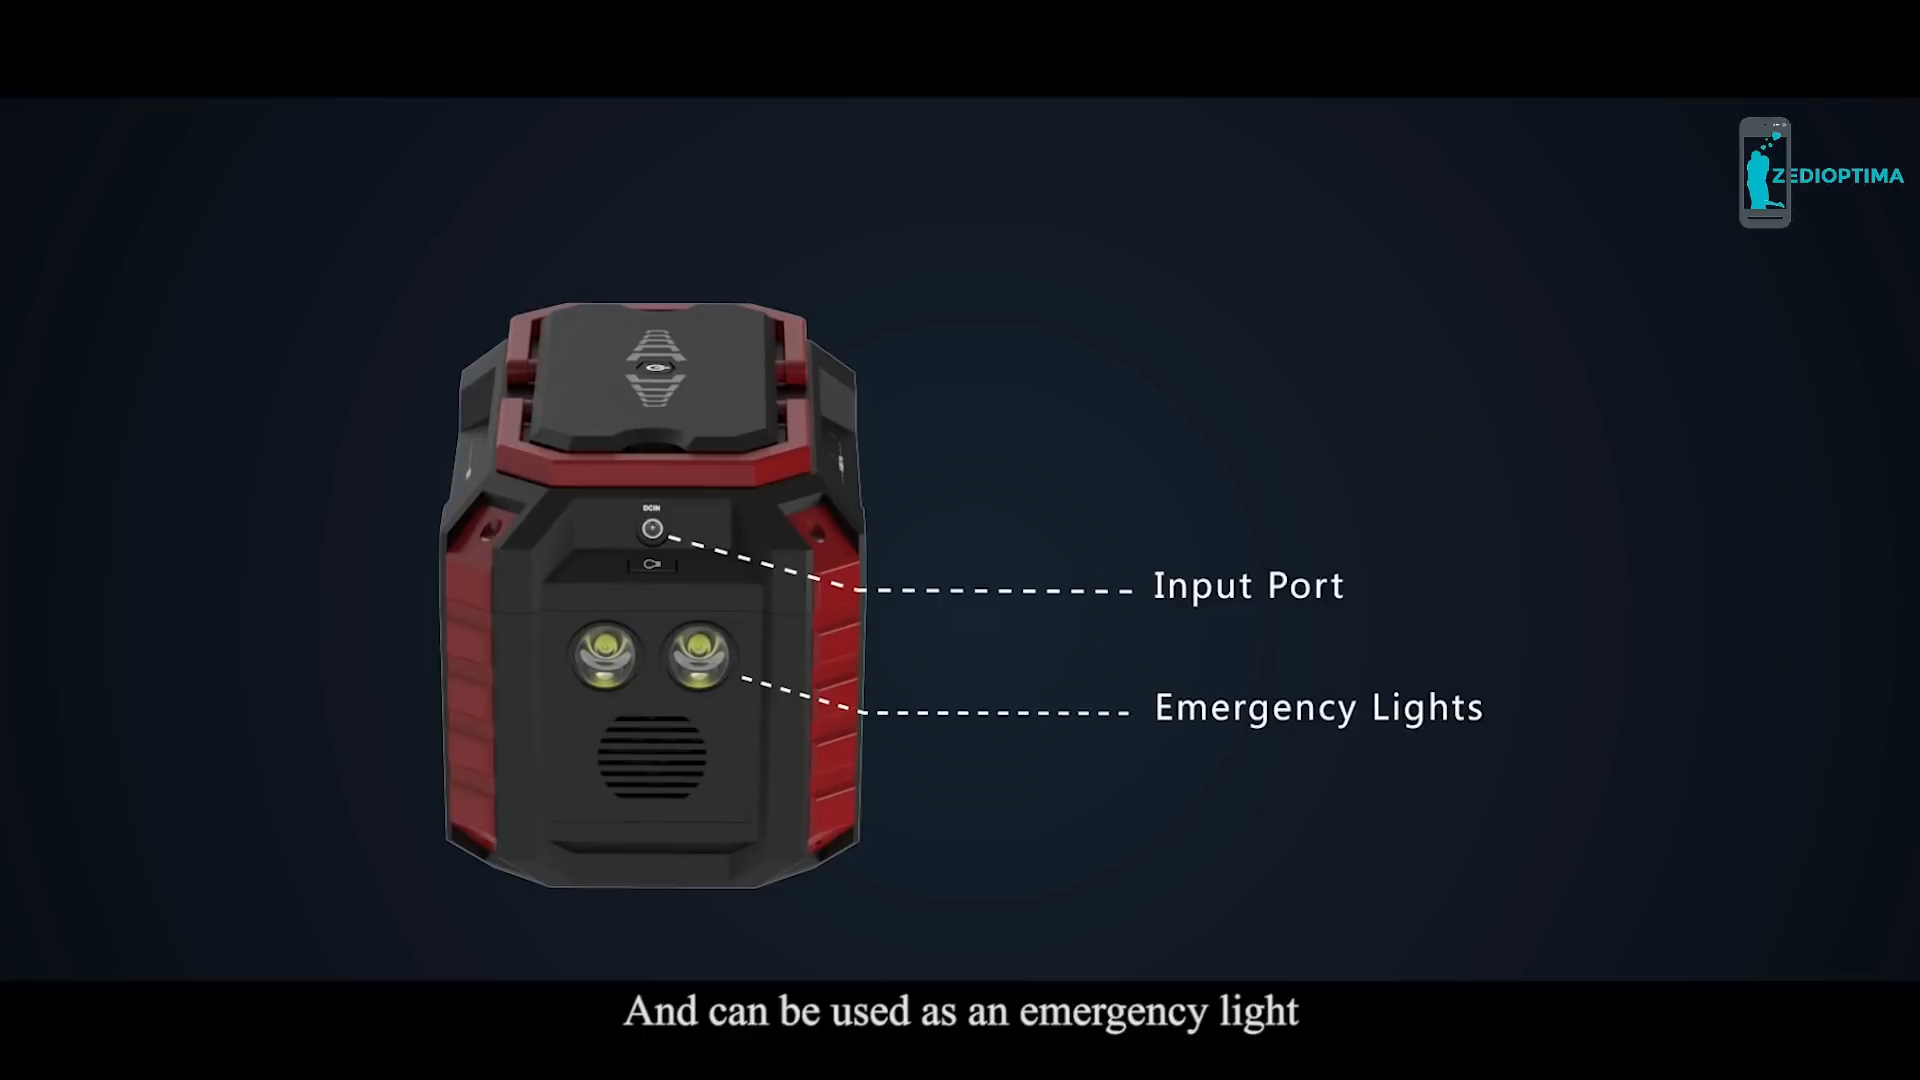 ZEDIOPTIMA
DCIN
Input Port
Emergency Lights
And can be used as an emergency light